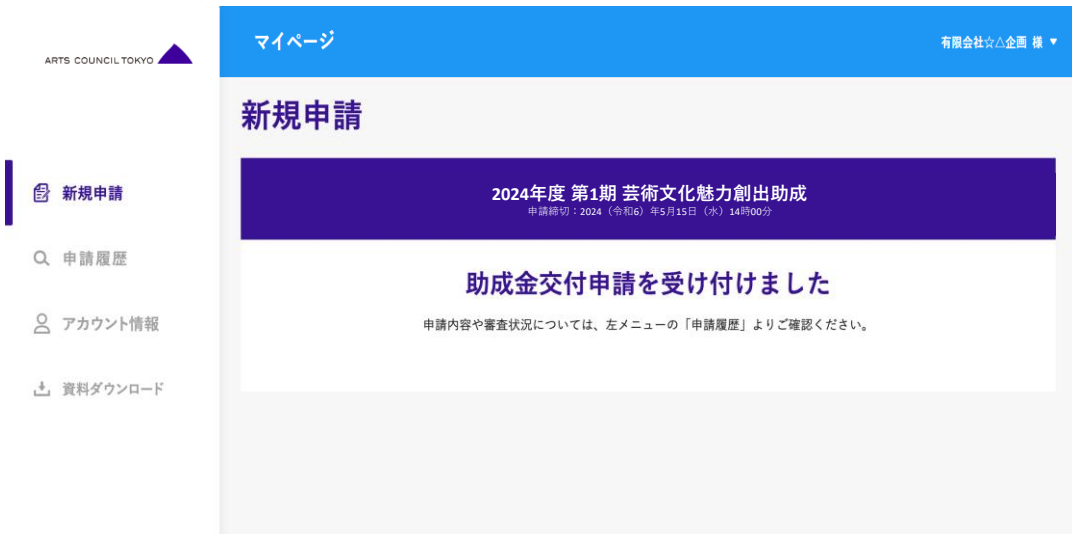 ARTS COUNCIL TOKYO
マイページ
有限会社☆△企画 様 ▼
新規申請
新規申請
申請履歴
アカウント情報
資料ダウンロード
2024年度 第1期 芸術文化魅力創出助成
申請締切：2024（令和6）年5月15日（水）14時00分
助成金交付申請を受け付けました
申請内容や審査状況については、左メニューの「申請履歴」よりご確認ください。